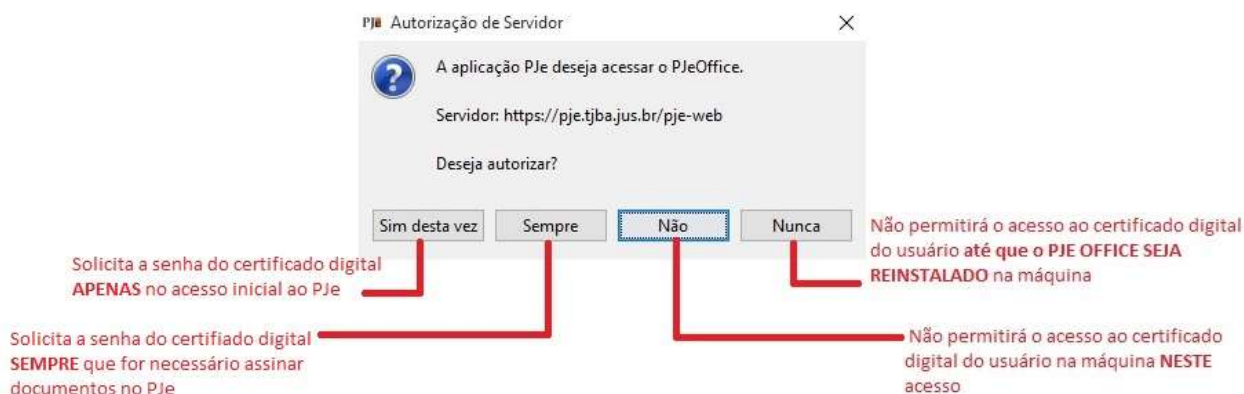 PJe Autorização de Servidor
A aplicação PJe deseja acessar o PJeOffice.
Servidor: https://pje.tjba.jus.br/pje-web
Deseja autorizar?
Sim desta vez Sempre Não Nunca
Solicita a senha do certificado digital
APENAS no acesso inicial ao PJe
Solicita a senha do certifiado digital
SEMPRE que for necessário assinar
documentos no PJe
Não permitirá o acesso ao certificado digital
do usuário até que o PJE OFFICE SEJA
REINSTALADO na máquina
Não permitirá o acesso ao certificado
digital do usuário na máquina NESTE
acesso